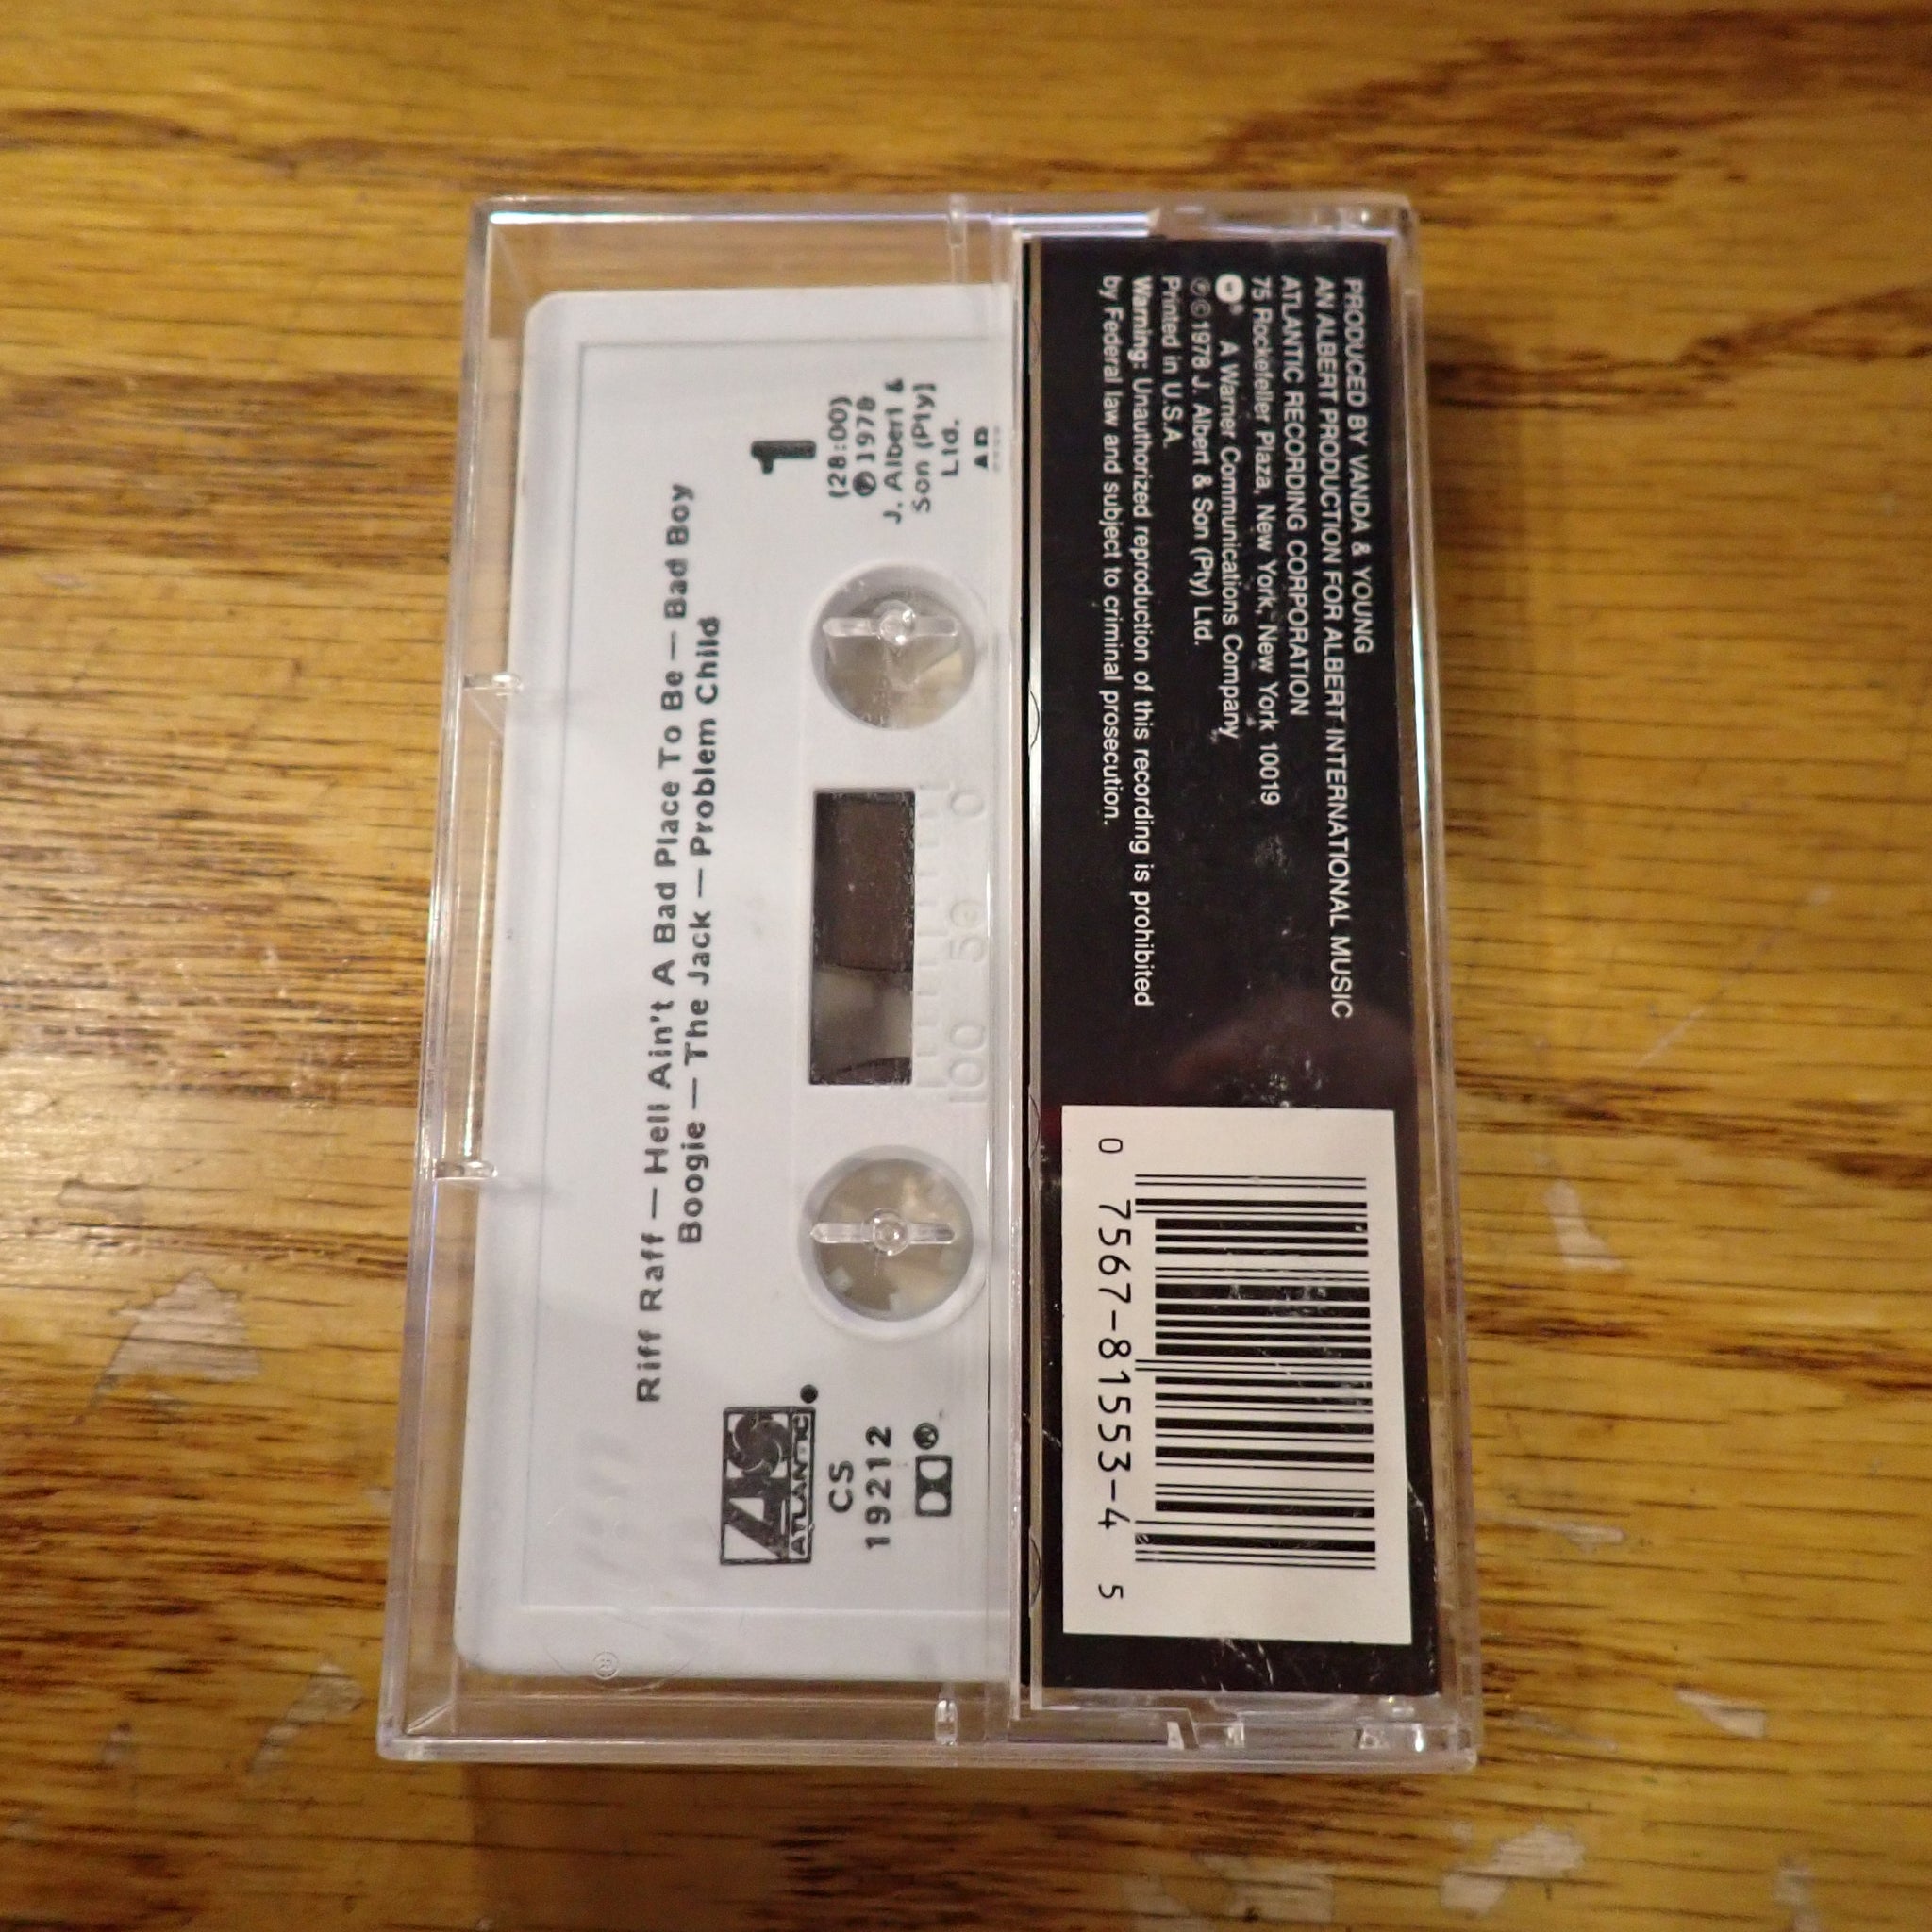 PRODUCED BY VANDA & YOUNG
AN ALBERT PRODUCTION FOR ALBERT INTERNATIONAL MUSIC
ATLANTIC RECORDING CORPORATION
75 Rockefeller Plaza, New York, New York 10019
A Warner Communications Company
℗©1978 J. Albert & Son (Pty) Ltd.
Printed in U.S.A.
Warning: Unauthorized reproduction of this recording is prohibited
by Federal law and subject to criminal prosecution.
0 7567-81553-4 5
Riff Raff — Hell Ain't A Bad Place To Be — Bad Boy
Boogie — The Jack — Problem Child
1
(28:00)
℗1978
J. Albert &
Son (Pty)
Ltd.
AR
ATLANTIC
CS
19212
100 50 0